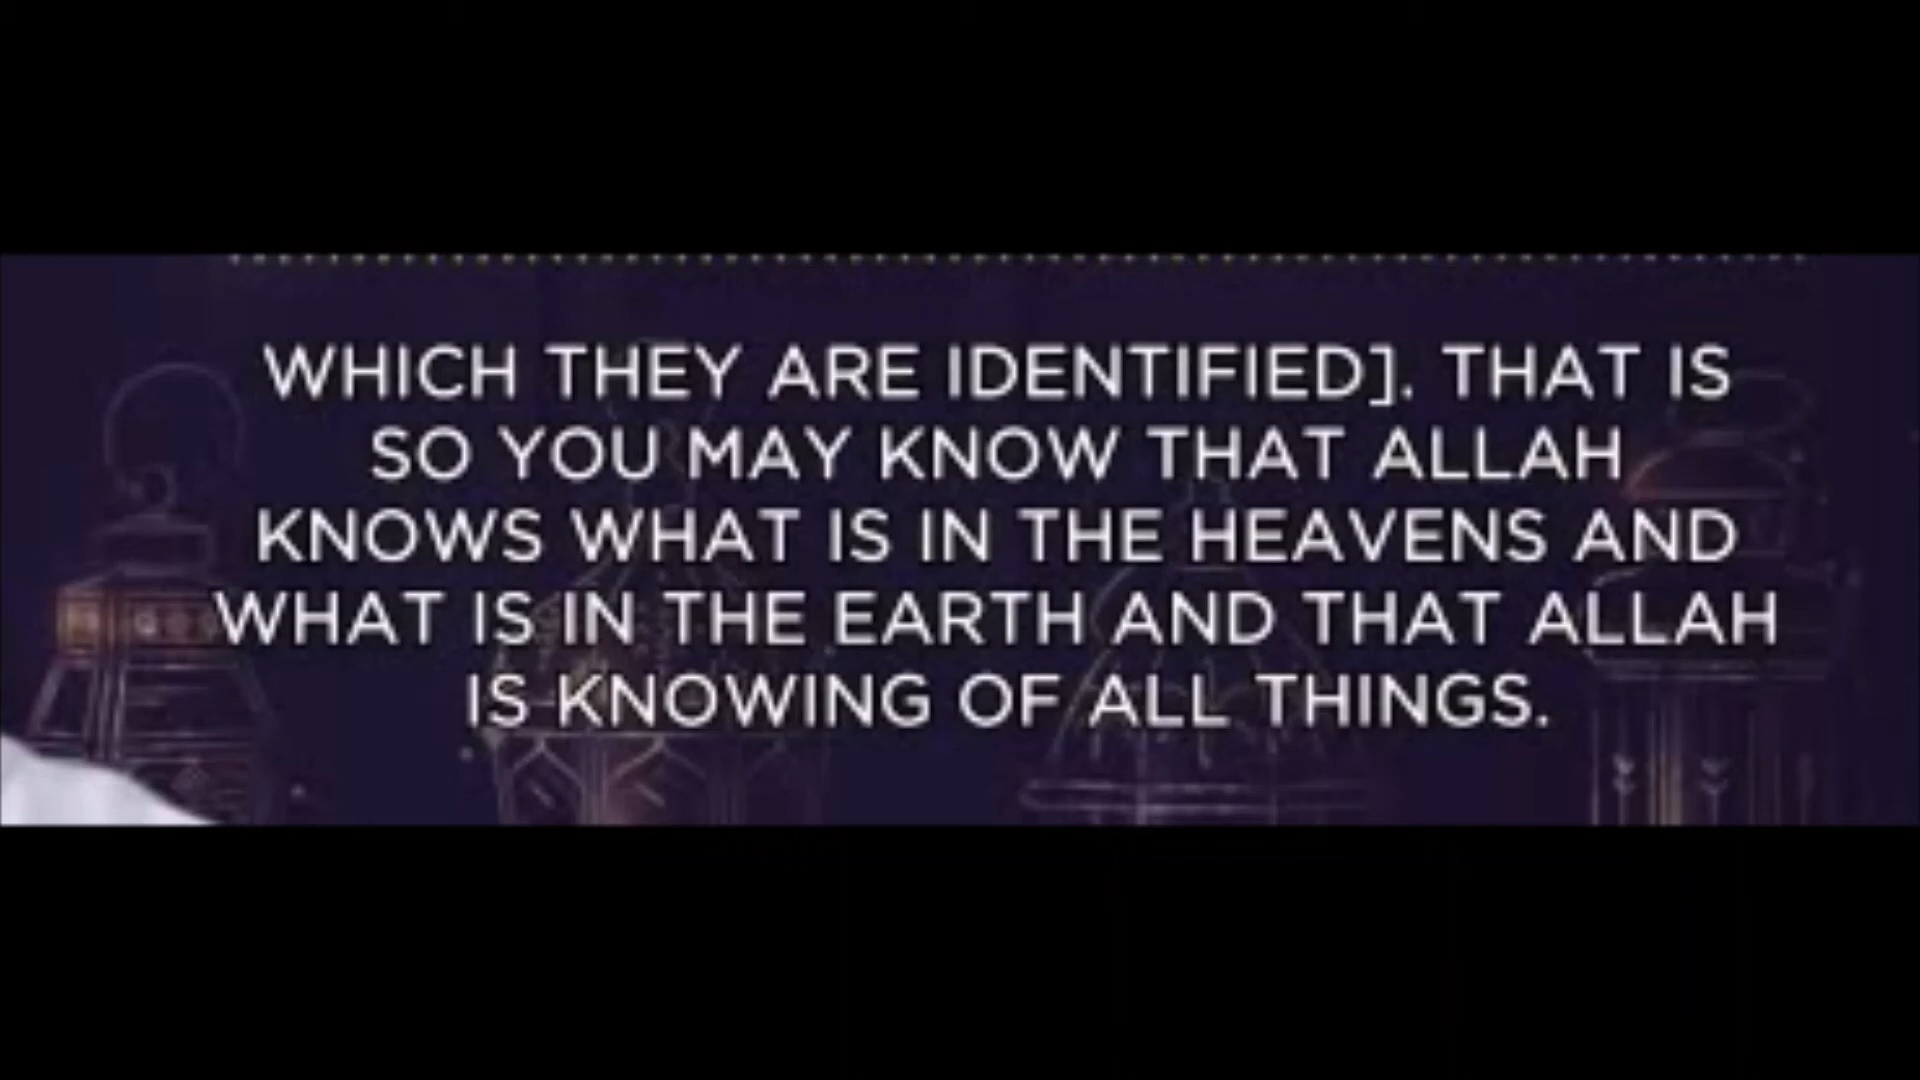 WHICH THEY ARE IDENTIFIED]. THAT IS
SO YOU MAY KNOW THAT ALLAH
KNOWS WHAT IS IN THE HEAVENS AND
WHAT IS IN THE EARTH AND THAT ALLAH
IS KNOWING OF ALL THINGS.